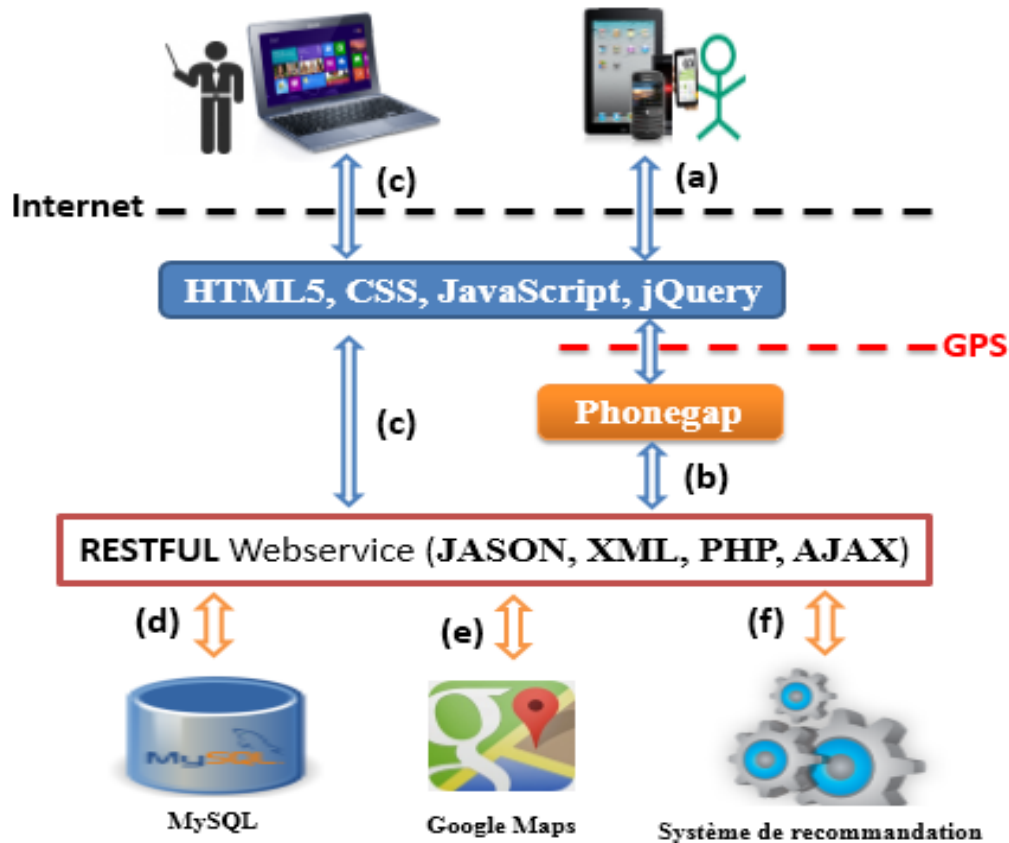 (c)
(a)
Internet
HTML5, CSS, JavaScript, jQuery
GPS
Phonegap
(c)
(b)
RESTFUL Webservice (JASON, XML, PHP, AJAX)
(d)
(e)
(f)
MySQL
MySQL
Google Maps
Système de recommandation